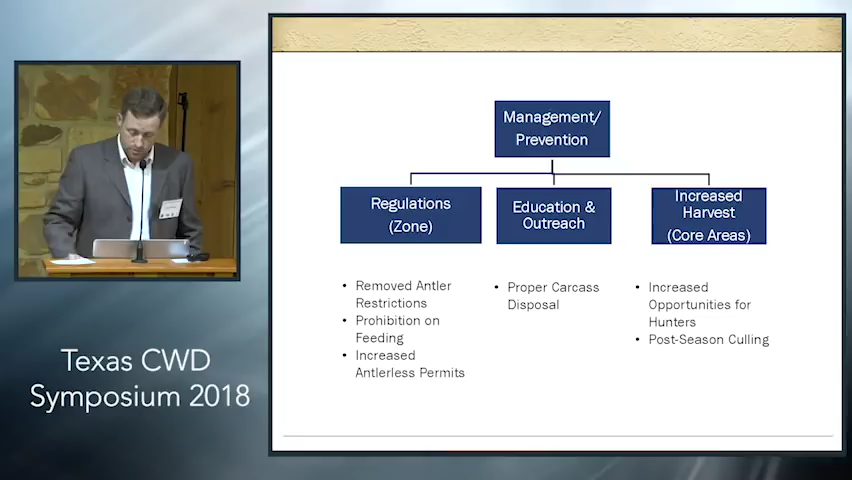 Management/
Prevention
Regulations
(Zone)
Education &
Outreach
Increased
Harvest
(Core Areas)
• Removed Antler
Restrictions
• Prohibition on
Feeding
• Increased
Antlerless Permits
• Proper Carcass
Disposal
• Increased
Opportunities for
Hunters
• Post-Season Culling
Texas CWD
Symposium 2018